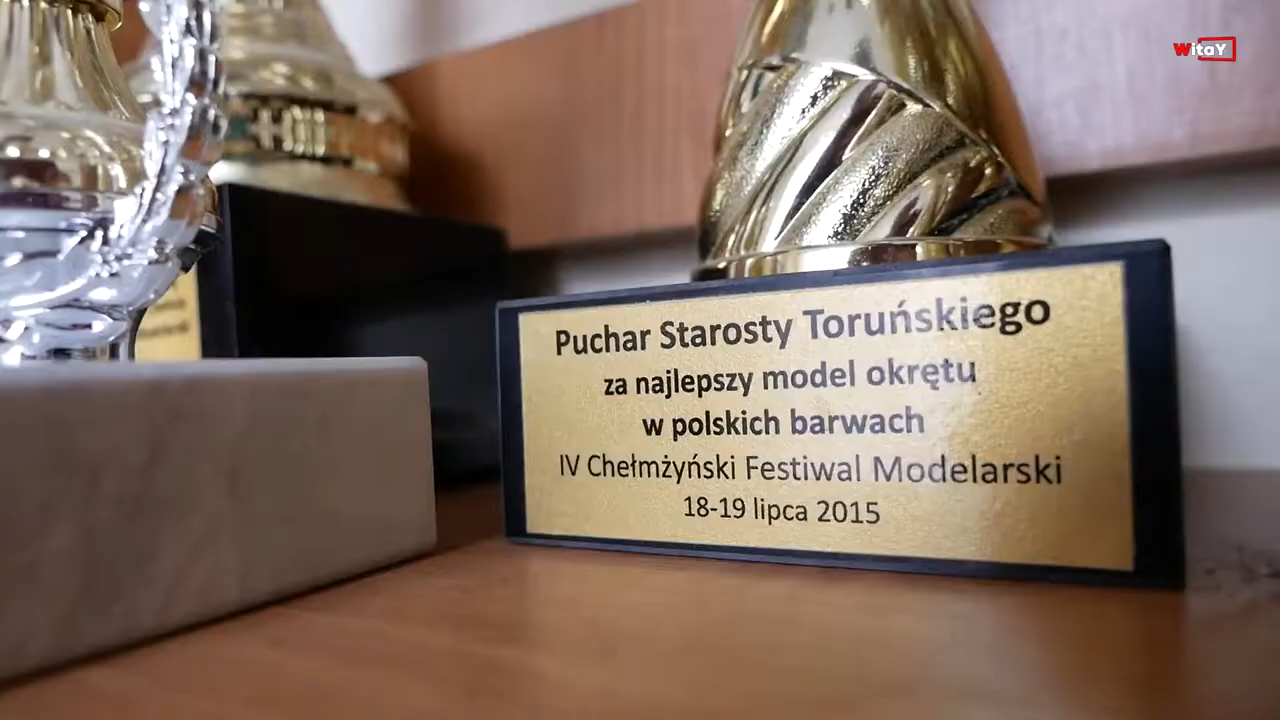 WitaY
Puchar Starosty Toruńskiego
za najlepszy model okrętu
w polskich barwach
IV Chełmżyński Festiwal Modelarski
18-19 lipca 2015